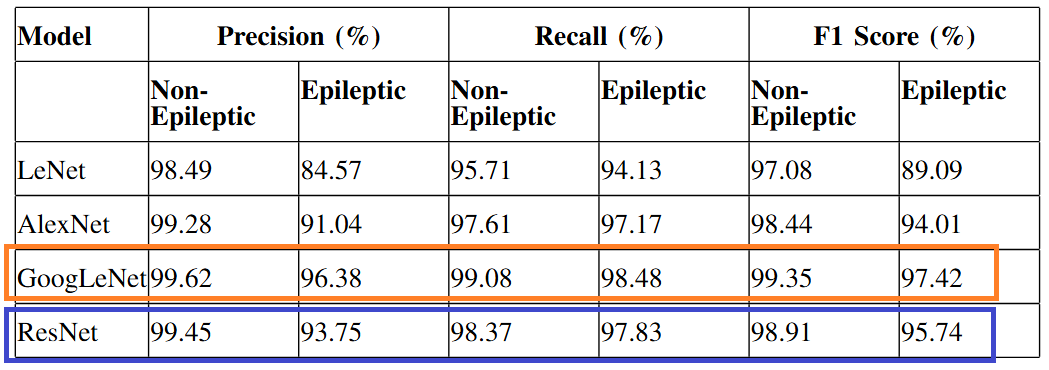 Model Precision (%) Recall (%) F1 Score (%)
Non-Epileptic Epileptic Non-Epileptic Epileptic Non-Epileptic Epileptic
LeNet 98.49 84.57 95.71 94.13 97.08 89.09
AlexNet 99.28 91.04 97.61 97.17 98.44 94.01
GoogLeNet 99.62 96.38 99.08 98.48 99.35 97.42
ResNet 99.45 93.75 98.37 97.83 98.91 95.74